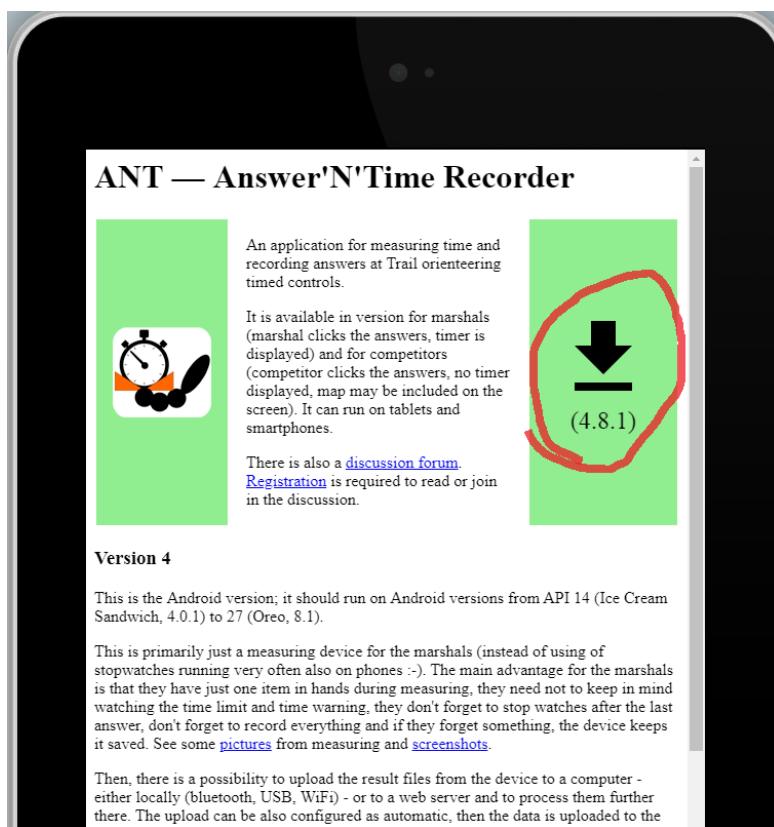 ANT — Answer'N'Time Recorder
An application for measuring time and
recording answers at Trail orienteering
timed controls.
It is available in version for marshals
(marshal clicks the answers, timer is
displayed) and for competitors
(competitor clicks the answers, no timer
displayed, map may be included on the
screen). It can run on tablets and
smartphones.
There is also a discussion forum.
Registration is required to read or join
in the discussion.
(4.8.1)
Version 4
This is the Android version; it should run on Android versions from API 14 (Ice Cream
Sandwich, 4.0.1) to 27 (Oreo, 8.1).
This is primarily just a measuring device for the marshals (instead of using of
stopwatches running very often also on phones :-). The main advantage for the marshals
is that they have just one item in hands during measuring, they need not to keep in mind
watching the time limit and time warning, they don't forget to stop watches after the last
answer, don't forget to record everything and if they forget something, the device keeps
it saved. See some pictures from measuring and screenshots.
Then, there is a possibility to upload the result files from the device to a computer -
either locally (bluetooth, USB, WiFi) - or to a web server and to process them further
there. The upload can be also configured as automatic, then the data is uploaded to the